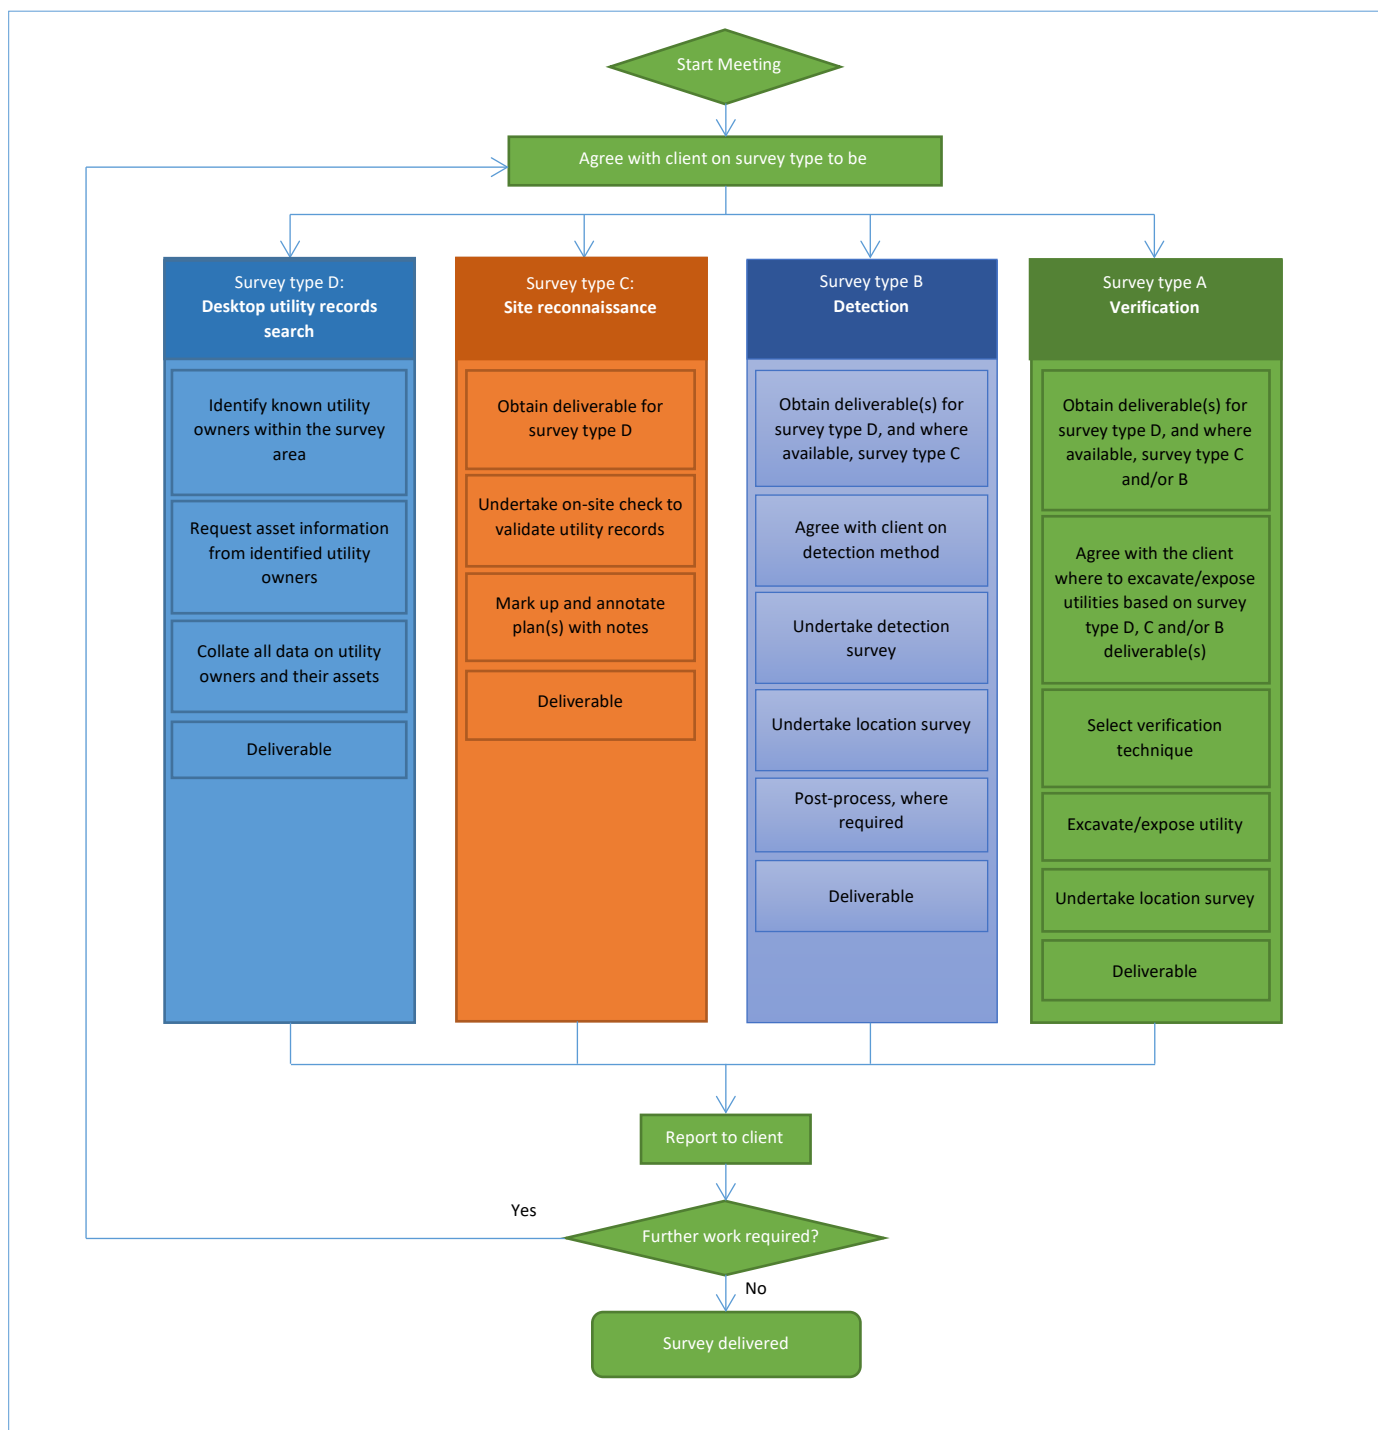 Start Meeting
Agree with client on survey type to be
Survey type D:
Desktop utility records
search
Identify known utility
owners within the survey
area
Request asset information
from identified utility
owners
Collate all data on utility
owners and their assets
Deliverable
Survey type C:
Site reconnaissance
Obtain deliverable for
survey type D
Undertake on-site check to
validate utility records
Mark up and annotate
plan(s) with notes
Deliverable
Survey type B
Detection
Obtain deliverable(s) for
survey type D, and where
available, survey type C
Agree with client on
detection method
Undertake detection
survey
Undertake location survey
Post-process, where
required
Deliverable
Survey type A
Verification
Obtain deliverable(s) for
survey type D, and where
available, survey type C
and/or B
Agree with the client
where to excavate/expose
utilities based on survey
type D, C and/or B
deliverable(s)
Select verification
technique
Excavate/expose utility
Undertake location survey
Deliverable
Report to client
Yes
Further work required?
No
Survey delivered